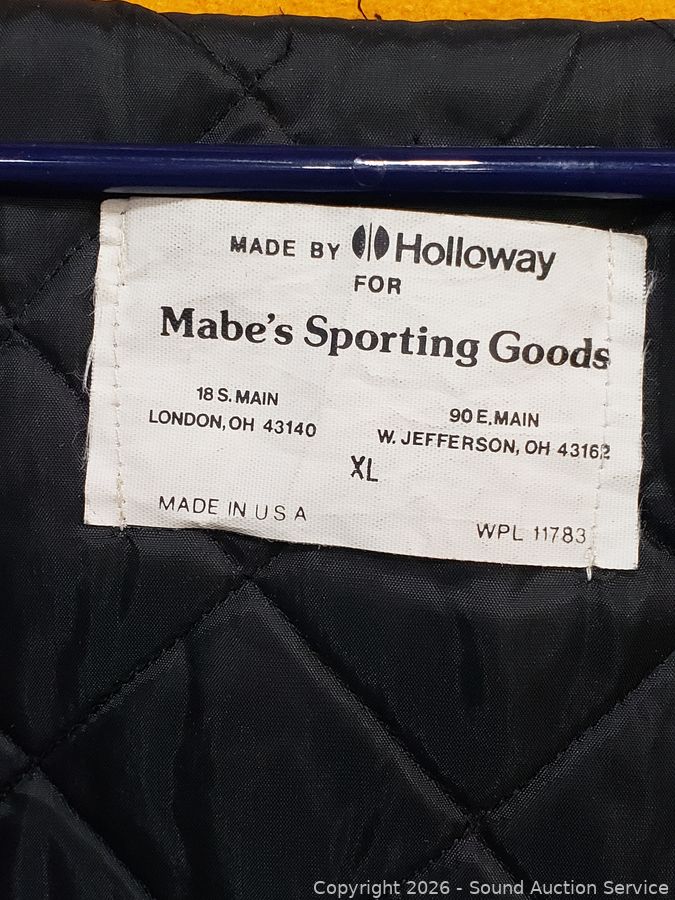 MADE BY Holloway
FOR
Mabe's Sporting Goods
18 S. MAIN
LONDON, OH 43140
90 E. MAIN
W. JEFFERSON, OH 43162
XL
MADE IN U S A
WPL 11783
Copyright 2026 - Sound Auction Service